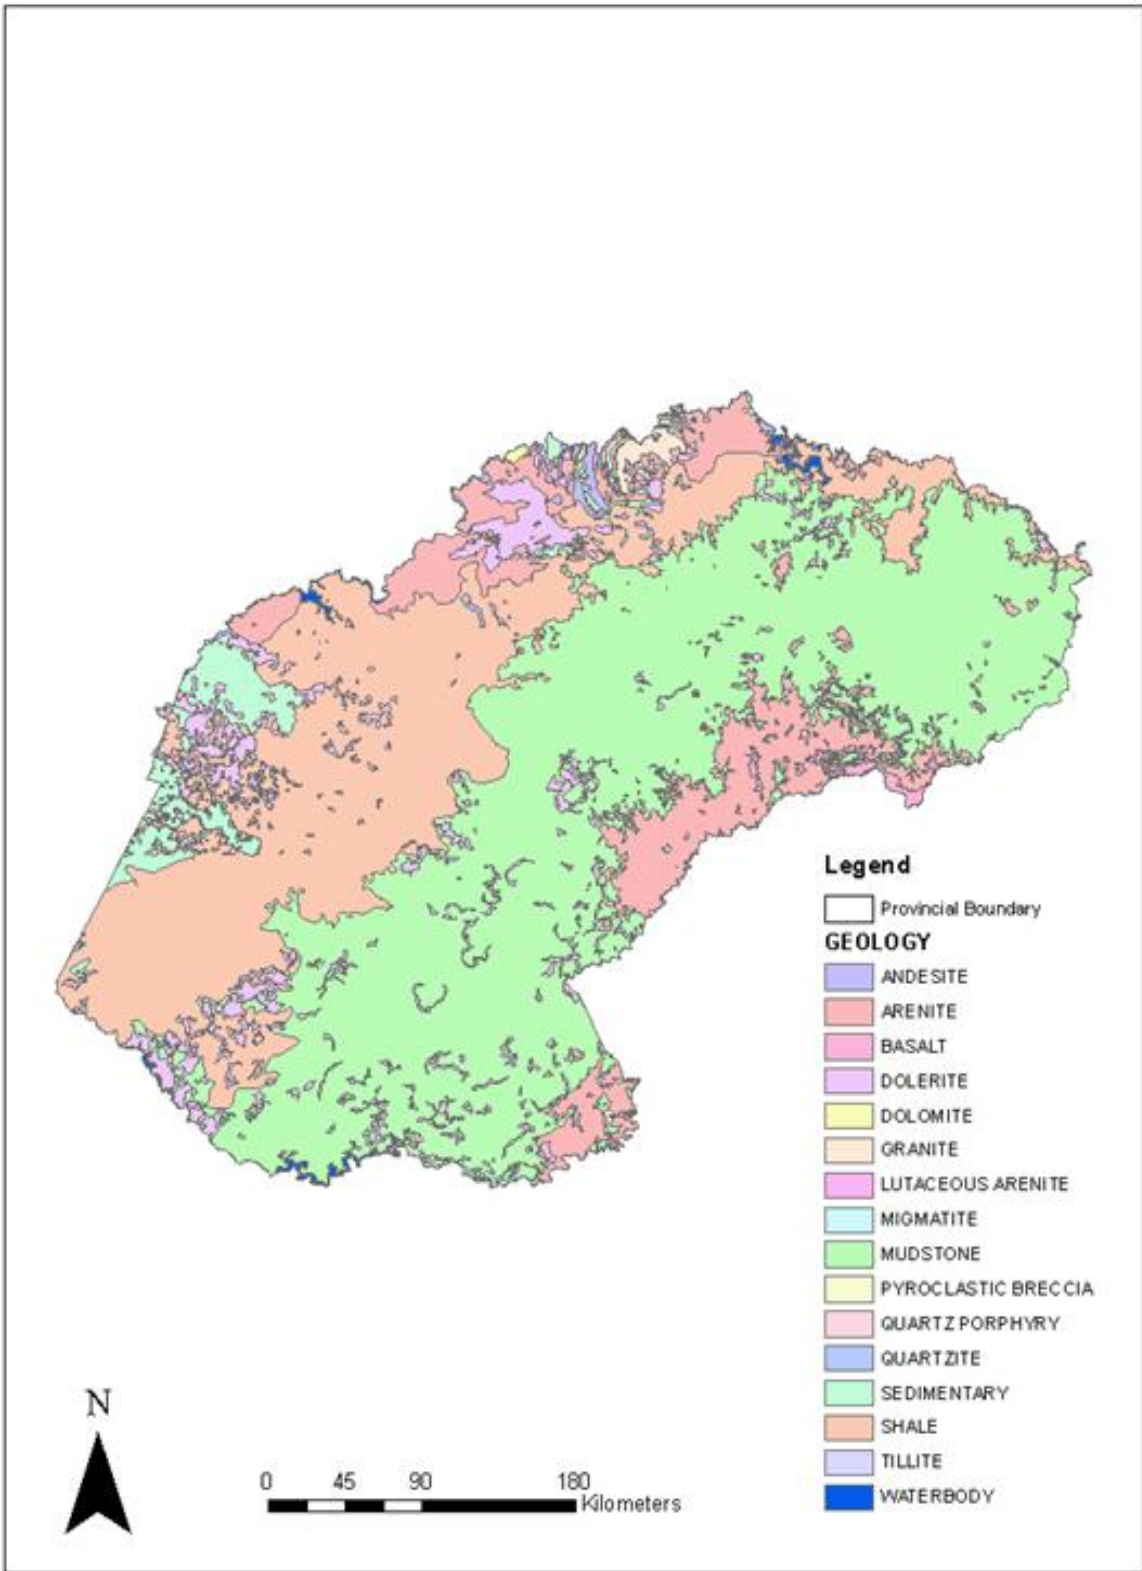 Legend
Provincial Boundary
GEOLOGY
ANDESITE
ARENITE
BASALT
DOLERITE
DOLOMITE
GRANITE
LUTACEOUS ARENITE
MIGMATITE
MUDSTONE
PYROCLASTIC BRECCIA
QUARTZ PORPHYRY
QUARTZITE
SEDIMENTARY
SHALE
TILLITE
WATERBODY
N
0 45 90 180
Kilometers